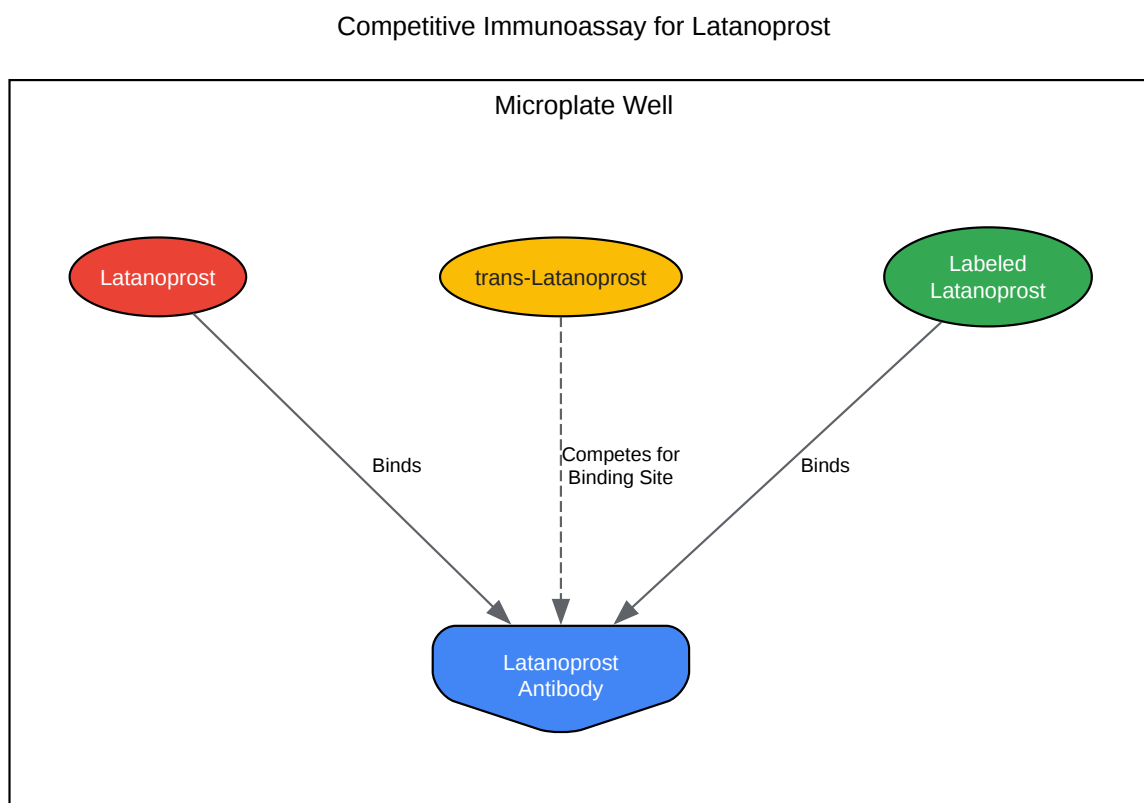 Competitive Immunoassay for Latanoprost
Microplate Well
Latanoprost
trans-Latanoprost
Labeled
Latanoprost
Binds
Competes for
Binding Site
Binds
Latanoprost
Antibody